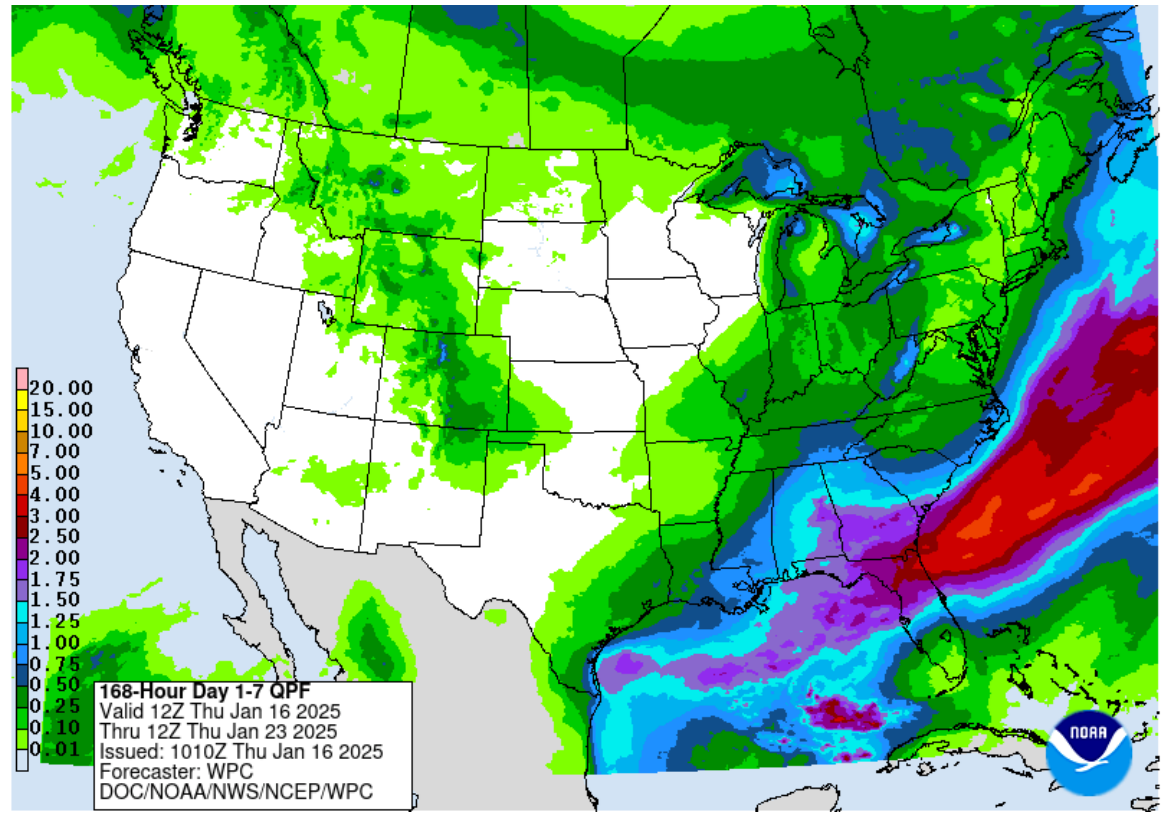 20.00
15.00
10.00
7.00
5.00
4.00
3.00
2.50
2.00
1.75
1.50
1.25
1.00
0.75
0.50
0.25
0.10
0.01
168-Hour Day 1-7 QPF
Valid 12Z Thu Jan 16 2025
Thru 12Z Thu Jan 23 2025
Issued: 1010Z Thu Jan 16 2025
Forecaster: WPC
DOC/NOAA/NWS/NCEP/WPC
NOAA